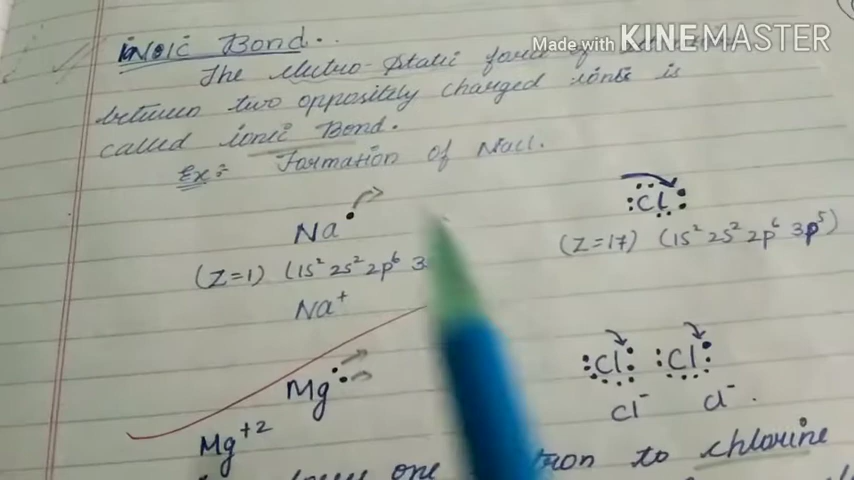 Made with KINEMASTER
INoic Bond..
The electro-static force of
between two oppositely charged ionic is
called ionic Bond.
Ex: Formation of Nacl.
Na Cl
(Z=1) (1s² 2s² 2p⁶ 3 (Z=17) (1s² 2s² 2p⁶ 3p⁵)
Na⁺
Mg Cl Cl
Mg⁺² Cl⁻ Cl⁻.
one to chlorine